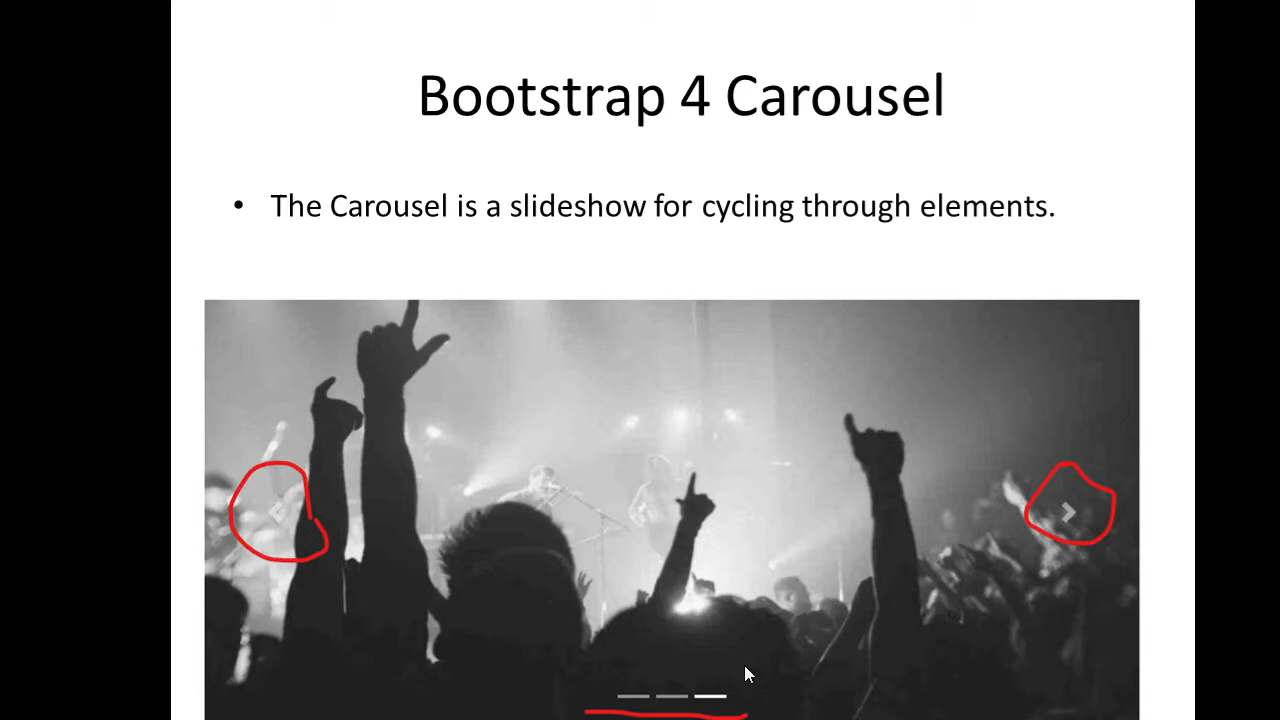 Bootstrap 4 Carousel
• The Carousel is a slideshow for cycling through elements.